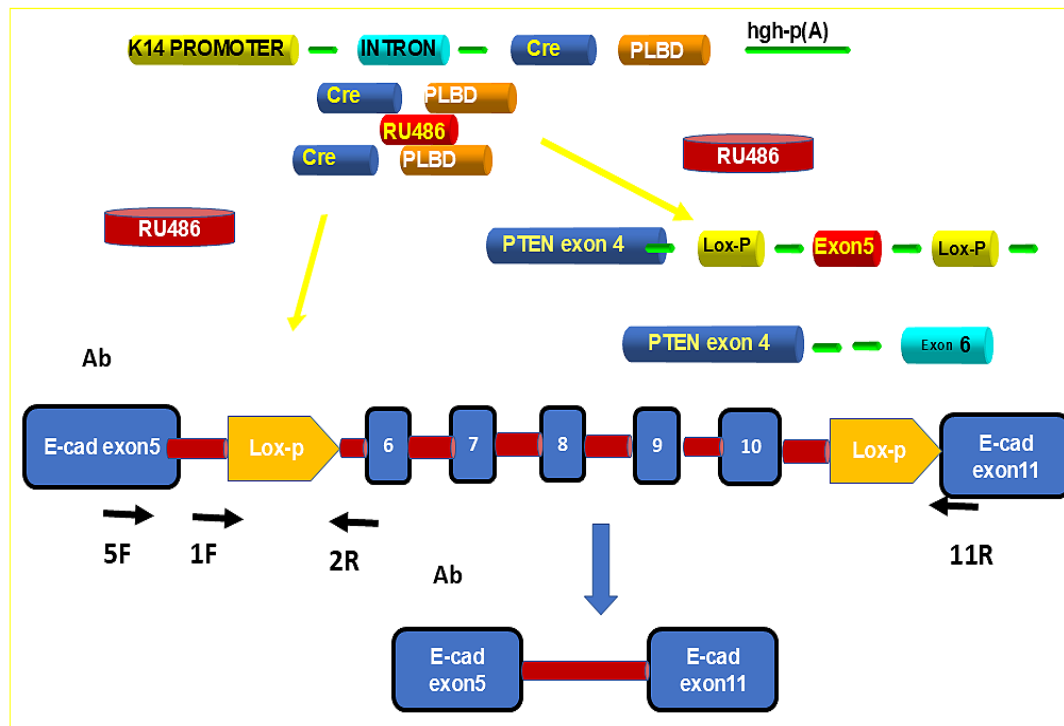 K14 PROMOTER INTRON Cre PLBD hgh-p(A)
Cre PLBD
RU486
Cre PLBD
RU486
RU486
PTEN exon 4 Lox-P Exon5 Lox-P
PTEN exon 4 Exon 6
Ab
E-cad exon5 Lox-p 6 7 8 9 10 Lox-p E-cad
exon11
5F 1F 2R 11R
Ab
E-cad
exon5
E-cad
exon11